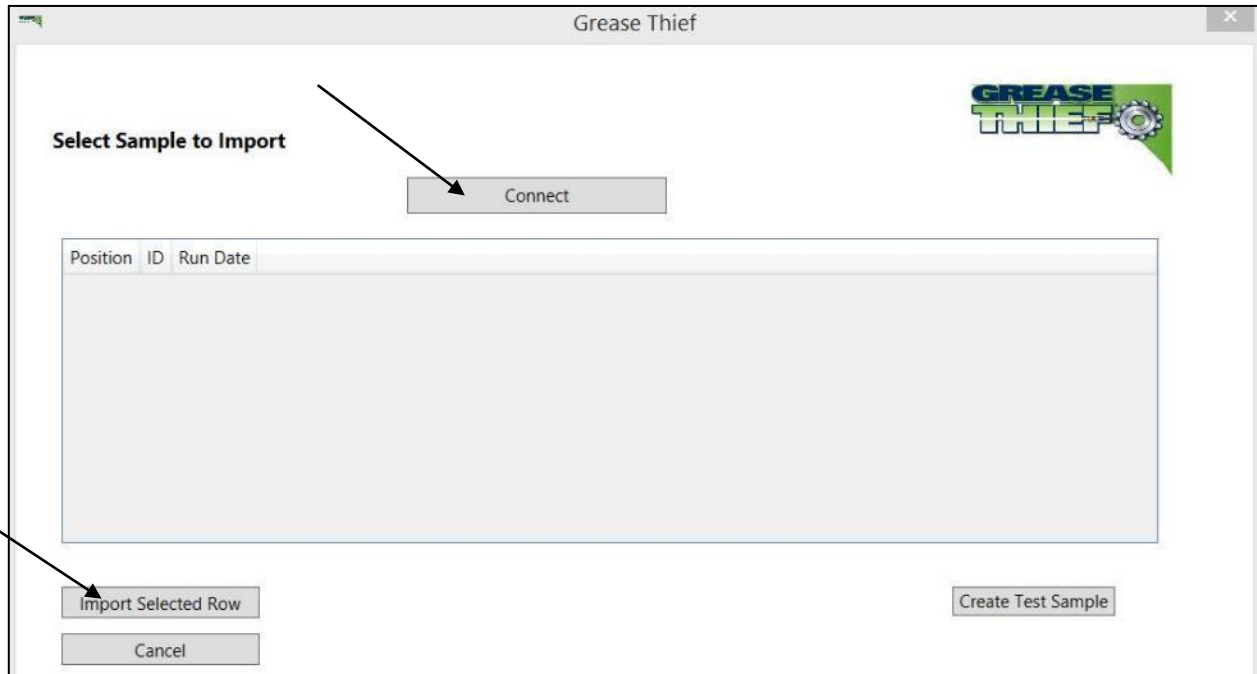 Grease Thief
GREASE
THIEF
Select Sample to Import
Connect
Position ID Run Date
Import Selected Row
Create Test Sample
Cancel